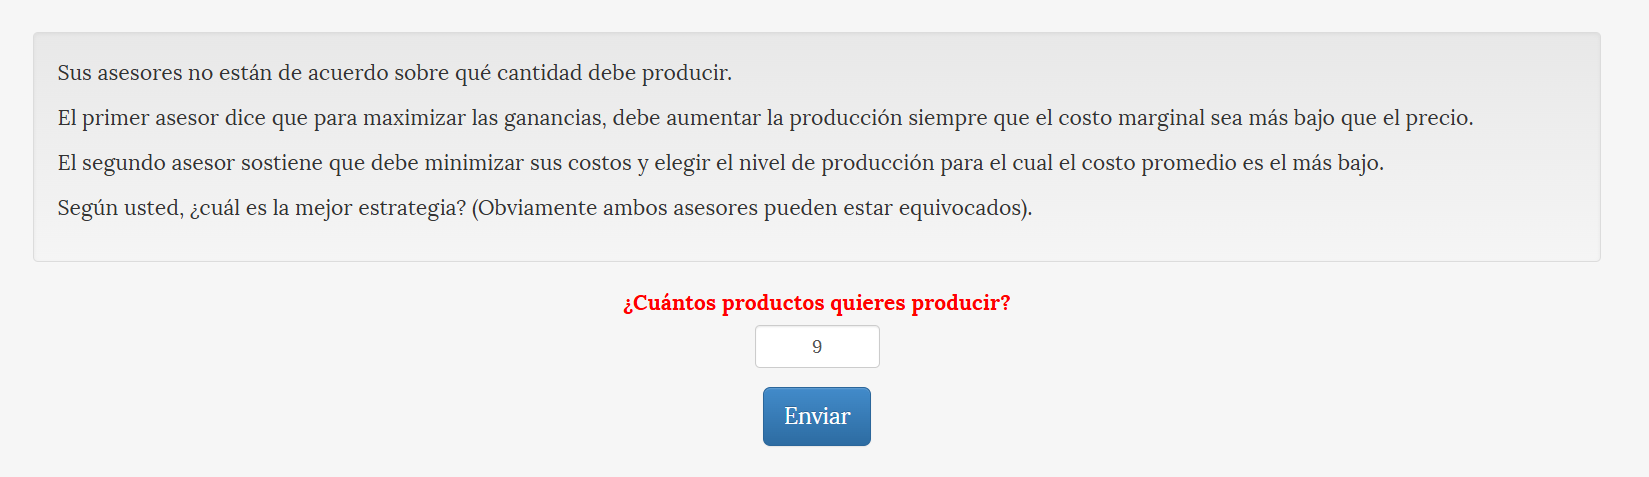 Sus asesores no están de acuerdo sobre qué cantidad debe producir.
El primer asesor dice que para maximizar las ganancias, debe aumentar la producción siempre que el costo marginal sea más bajo que el precio.
El segundo asesor sostiene que debe minimizar sus costos y elegir el nivel de producción para el cual el costo promedio es el más bajo.
Según usted, ¿cuál es la mejor estrategia? (Obviamente ambos asesores pueden estar equivocados).
¿Cuántos productos quieres producir?
9
Enviar